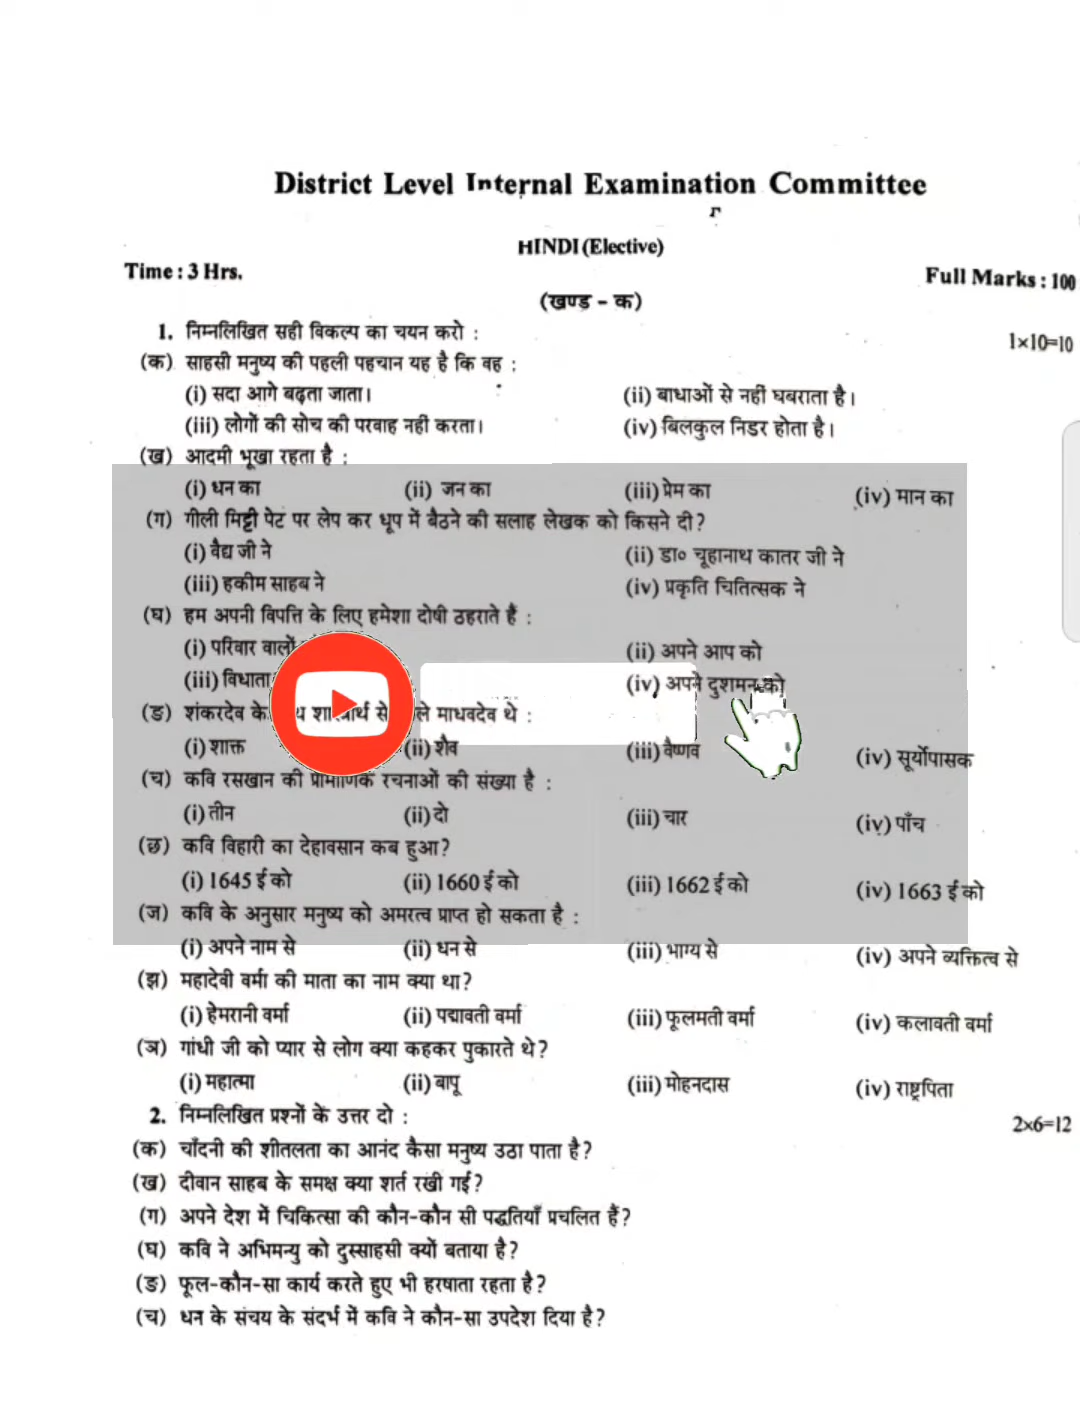 District Level Internal Examination Committee
HINDI (Elective)
Time : 3 Hrs.
Full Marks : 100
(खण्ड - क)
1. निम्नलिखित सही विकल्प का चयन करो : 1×10=10
(क) साहसी मनुष्य की पहली पहचान यह है कि वह :
(i) सदा आगे बढ़ता जाता। (ii) बाधाओं से नहीं घबराता है।
(iii) लोगों की सोच की परवाह नहीं करता। (iv) बिलकुल निडर होता है।
(ख) आदमी भूखा रहता है :
(i) धन का (ii) जन का (iii) प्रेम का (iv) मान का
(ग) गीली मिट्टी पेट पर लेप कर धूप में बैठने की सलाह लेखक को किसने दी?
(i) वैद्य जी ने (ii) डा० चूहानाथ कातर जी ने
(iii) हकीम साहब ने (iv) प्रकृति चितित्सक ने
(घ) हम अपनी विपत्ति के लिए हमेशा दोषी ठहराते हैं :
(i) परिवार वालों (ii) अपने आप को
(iii) विधाता (iv) अपने दुशमन को
(ङ) शंकरदेव के शास्त्रार्थ से माधवदेव थे :
(i) शाक्त (ii) शैव (iii) वैष्णव (iv) सूर्योपासक
(च) कवि रसखान की प्रामाणिक रचनाओं की संख्या है :
(i) तीन (ii) दो (iii) चार (iv) पाँच
(छ) कवि विहारी का देहावसान कब हुआ?
(i) 1645 ई को (ii) 1660 ई को (iii) 1662 ई को (iv) 1663 ई को
(ज) कवि के अनुसार मनुष्य को अमरत्व प्राप्त हो सकता है :
(i) अपने नाम से (ii) धन से (iii) भाग्य से (iv) अपने व्यक्तित्व से
(झ) महादेवी वर्मा की माता का नाम क्या था?
(i) हेमरानी वर्मा (ii) पद्मावती वर्मा (iii) फूलमती वर्मा (iv) कलावती वर्मा
(ञ) गांधी जी को प्यार से लोग क्या कहकर पुकारते थे?
(i) महात्मा (ii) बापू (iii) मोहनदास (iv) राष्ट्रपिता
2. निम्नलिखित प्रश्नों के उत्तर दो : 2×6=12
(क) चाँदनी की शीतलता का आनंद कैसा मनुष्य उठा पाता है?
(ख) दीवान साहब के समक्ष क्या शर्त रखी गई?
(ग) अपने देश में चिकित्सा की कौन-कौन सी पद्धतियाँ प्रचलित हैं?
(घ) कवि ने अभिमन्यु को दुस्साहसी क्यों बताया है?
(ङ) फूल-कौन-सा कार्य करते हुए भी हरषाता रहता है?
(च) धन के संचय के संदर्भ में कवि ने कौन-सा उपदेश दिया है?